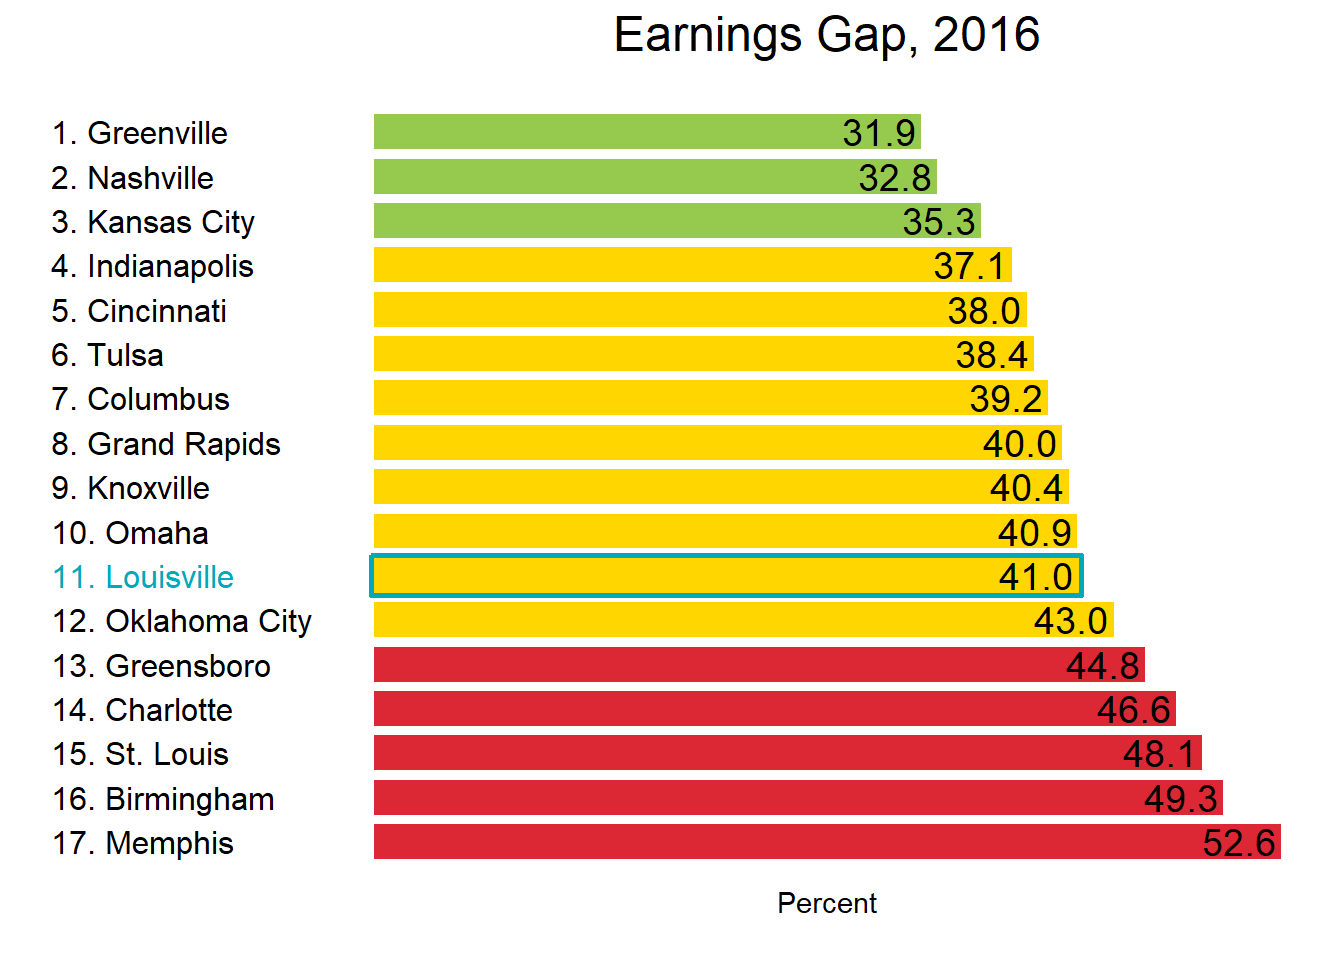 Earnings Gap, 2016
1. Greenville 31.9
2. Nashville 32.8
3. Kansas City 35.3
4. Indianapolis 37.1
5. Cincinnati 38.0
6. Tulsa 38.4
7. Columbus 39.2
8. Grand Rapids 40.0
9. Knoxville 40.4
10. Omaha 40.9
11. Louisville 41.0
12. Oklahoma City 43.0
13. Greensboro 44.8
14. Charlotte 46.6
15. St. Louis 48.1
16. Birmingham 49.3
17. Memphis 52.6
Percent